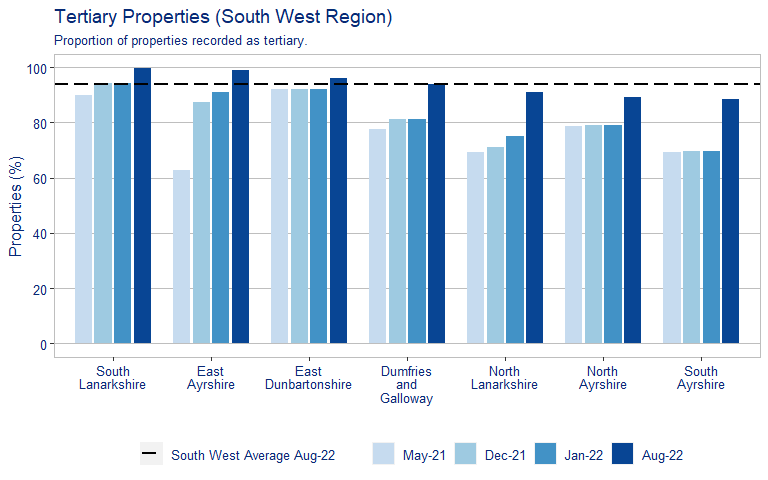 Tertiary Properties (South West Region)
Proportion of properties recorded as tertiary.
Properties (%)
100
80
60
40
20
0
South
Lanarkshire
East
Ayrshire
East
Dunbartonshire
Dumfries
and
Galloway
North
Lanarkshire
North
Ayrshire
South
Ayrshire
South West Average Aug-22
May-21
Dec-21
Jan-22
Aug-22